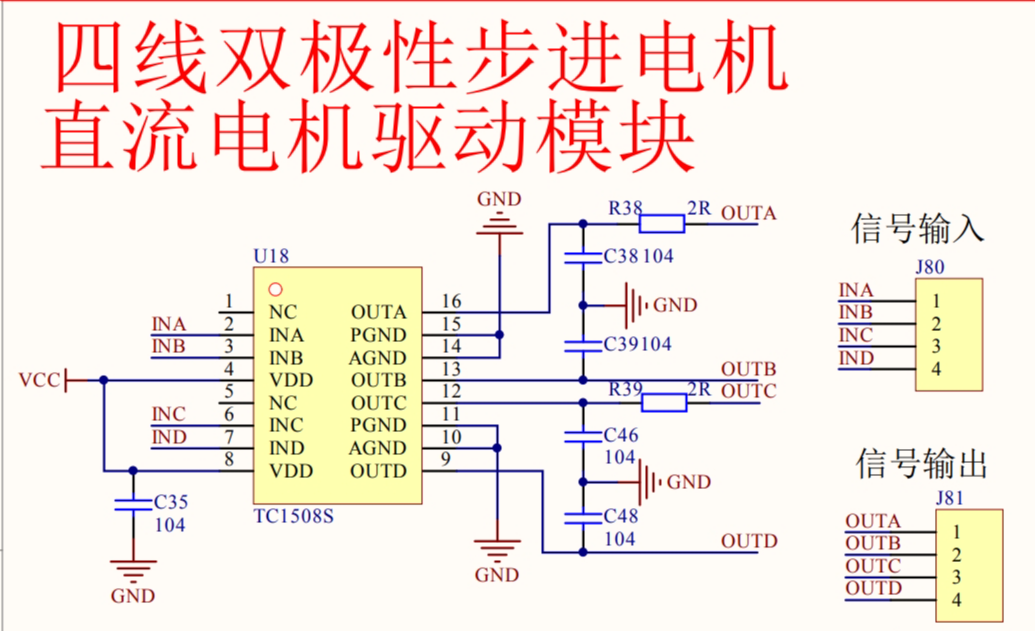 四线双极性步进电机
直流电机驱动模块
GND
R38 2R OUTA
U18
C38 104
1 NC OUTA 16
INA 2 INA PGND 15
INB 3 INB AGND 14
VCC 4 VDD OUTB 13
5 NC OUTC 12
INC 6 INC PGND 11
IND 7 IND AGND 10
8 VDD OUTD 9
GND
C39 104
OUTB
R39 2R OUTC
C46
104
GND
C48
104
OUTD
C35
104
GND
TC1508S
GND
信号输入
J80
INA 1
INB 2
INC 3
IND 4
信号输出
J81
OUTA 1
OUTB 2
OUTC 3
OUTD 4